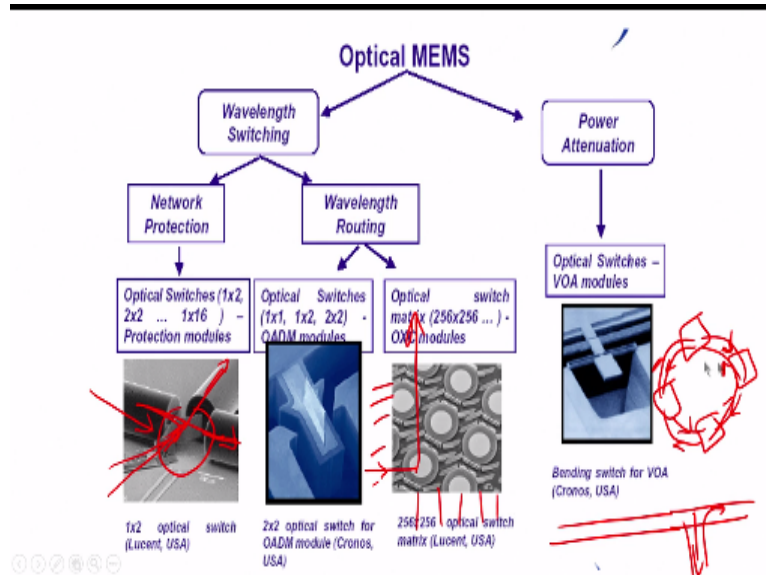 Optical MEMS
Wavelength
Switching
Power
Attenuation
Network
Protection
Wavelength
Routing
Optical Switches (1x2,
2x2 ... 1x16 ) –
Protection modules
Optical Switches
(1x1, 1x2, 2x2) -
OADM modules
Optical switch
matrix (256x256 ... ) -
OXC modules
Optical Switches –
VOA modules
1x2 optical switch
(Lucent, USA)
2x2 optical switch for
OADM module (Cronos,
USA)
256x256 optical switch
matrix (Lucent, USA)
Bending switch for VOA
(Cronos, USA)